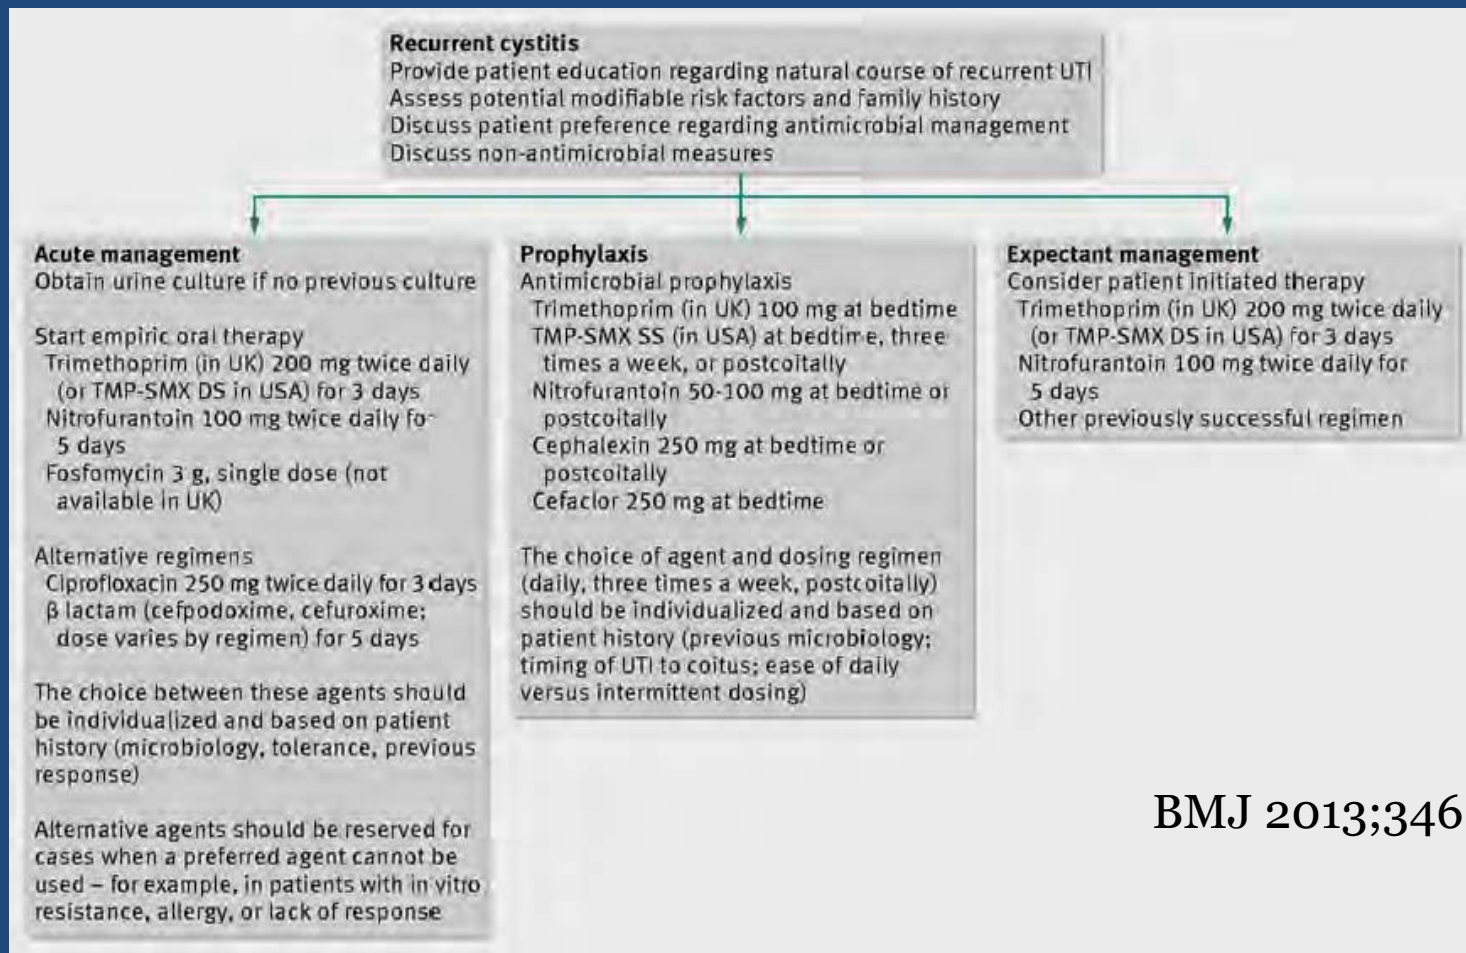 Recurrent cystitis
Provide patient education regarding natural course of recurrent UTI
Assess potential modifiable risk factors and family history
Discuss patient preference regarding antimicrobial management
Discuss non-antimicrobial measures
Acute management
Obtain urine culture if no previous culture
Start empiric oral therapy
Trimethoprim (in UK) 200 mg twice daily
(or TMP-SMX DS in USA) for 3 days
Nitrofurantoin 100 mg twice daily fo
5 days
Fosfomycin 3 g, single dose (not
available in UK)
Alternative regimens
Ciprofloxacin 250 mg twice daily for 3 days
β lactam (cefpodoxime, cefuroxime;
dose varies by regimen) for 5 days
The choice between these agents should
be individualized and based on patient
history (microbiology, tolerance, previous
response)
Alternative agents should be reserved for
cases when a preferred agent cannot be
used – for example, in patients with in vitro
resistance, allergy, or lack of response
Prophylaxis
Antimicrobial prophylaxis
Trimethoprim (in UK) 100 mg at bedtime
TMP-SMX SS (in USA) at bedtime, three
times a week, or postcoitally
Nitrofurantoin 50-100 mg at bedtime or
postcoitally
Cephalexin 250 mg at bedtime or
postcoitally
Cefaclor 250 mg at bedtime
The choice of agent and dosing regimen
(daily, three times a week, postcoitally)
should be individualized and based on
patient history (previous microbiology;
timing of UTI to coitus; ease of daily
versus intermittent dosing)
Expectant management
Consider patient initiated therapy
Trimethoprim (in UK) 200 mg twice daily
(or TMP-SMX DS in USA) for 3 days
Nitrofurantoin 100 mg twice daily for
5 days
Other previously successful regimen
BMJ 2013;346